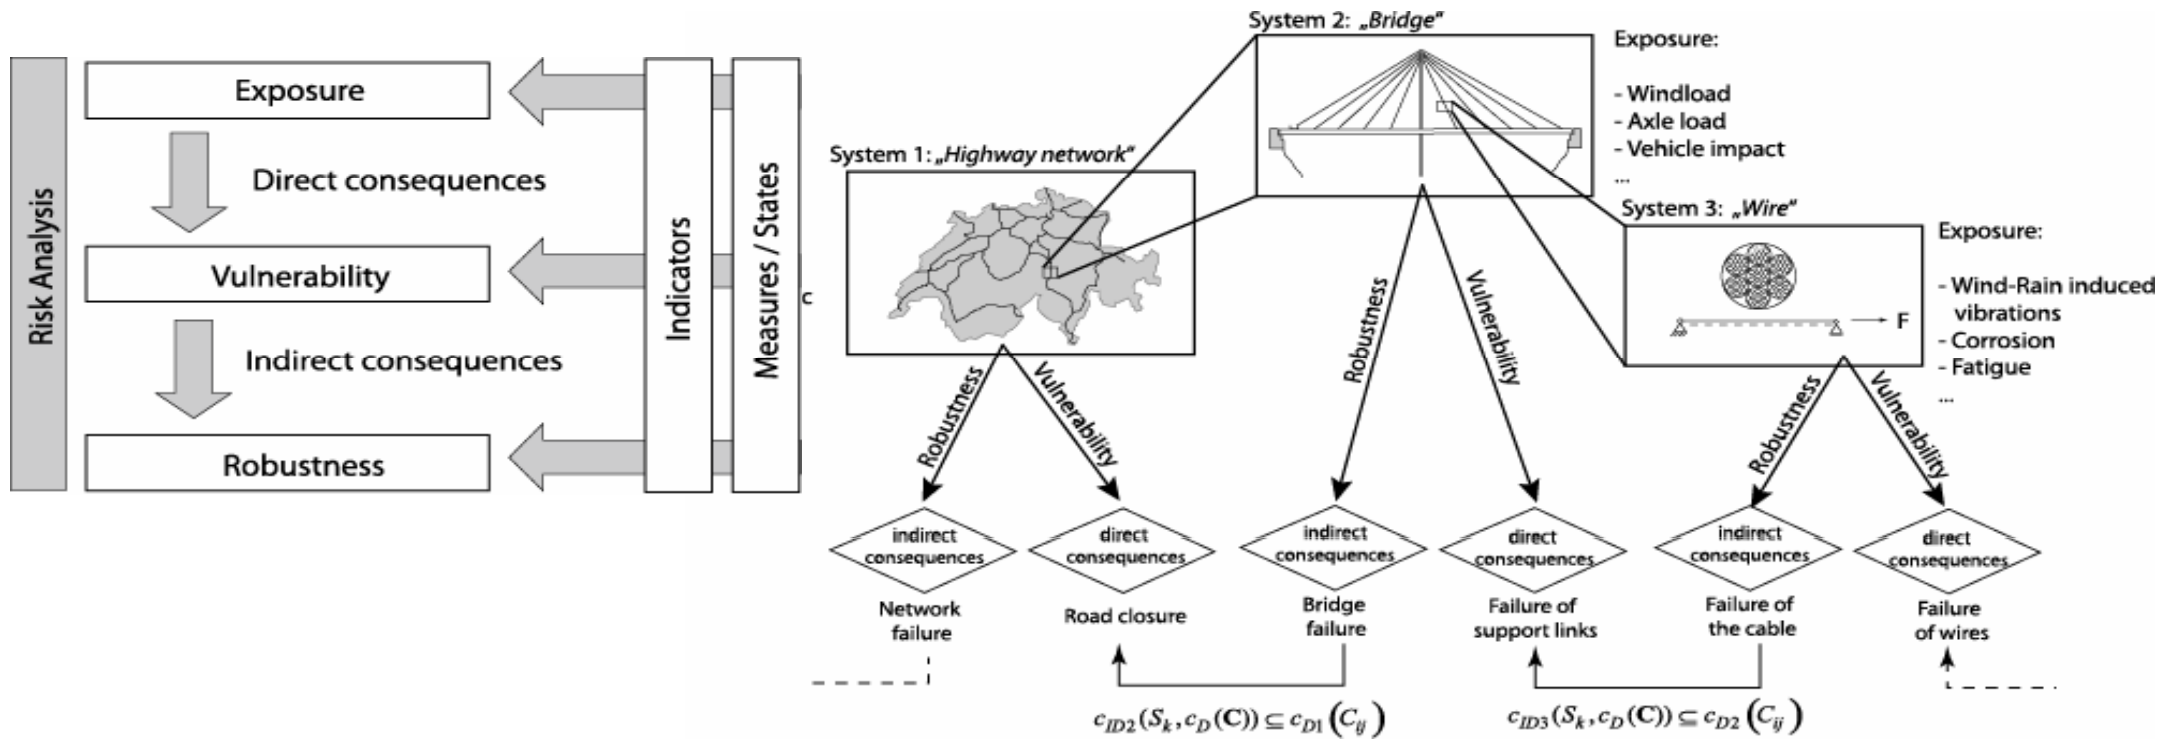 Risk Analysis
Exposure
Direct consequences
Vulnerability
Indirect consequences
Robustness
Indicators
Measures / States
c
System 1: „Highway network“
Robustness
Vulnerability
indirect
consequences
Network
failure
direct
consequences
Road closure
System 2: „Bridge“
Exposure:
- Windload
- Axle load
- Vehicle impact
...
Robustness
Vulnerability
indirect
consequences
Bridge
failure
direct
consequences
Failure of
support links
System 3: „Wire“
F
Exposure:
- Wind-Rain induced
vibrations
- Corrosion
- Fatigue
...
Robustness
Vulnerability
indirect
consequences
Failure of
the cable
direct
consequences
Failure
of wires
c_{ID2}(S_k, c_D(C)) ⊆ c_{D1}(C_{ij})
c_{ID3}(S_k, c_D(C)) ⊆ c_{D2}(C_{ij})